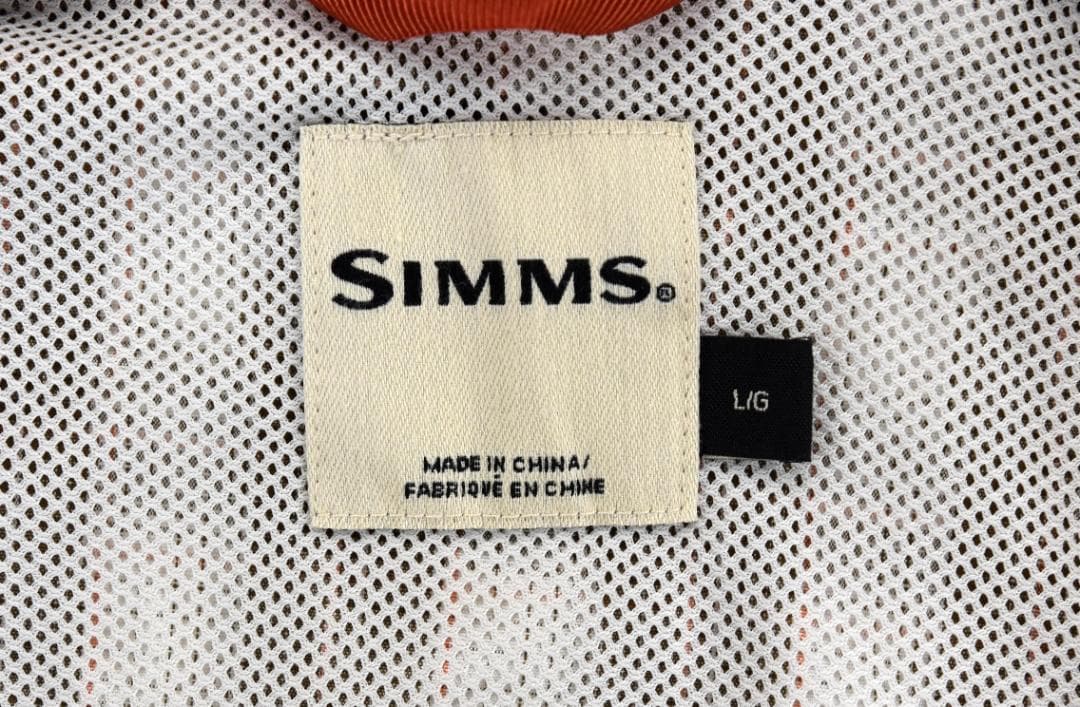 SIMMS®
L/G
MADE IN CHINA/
FABRIQUÉ EN CHINE